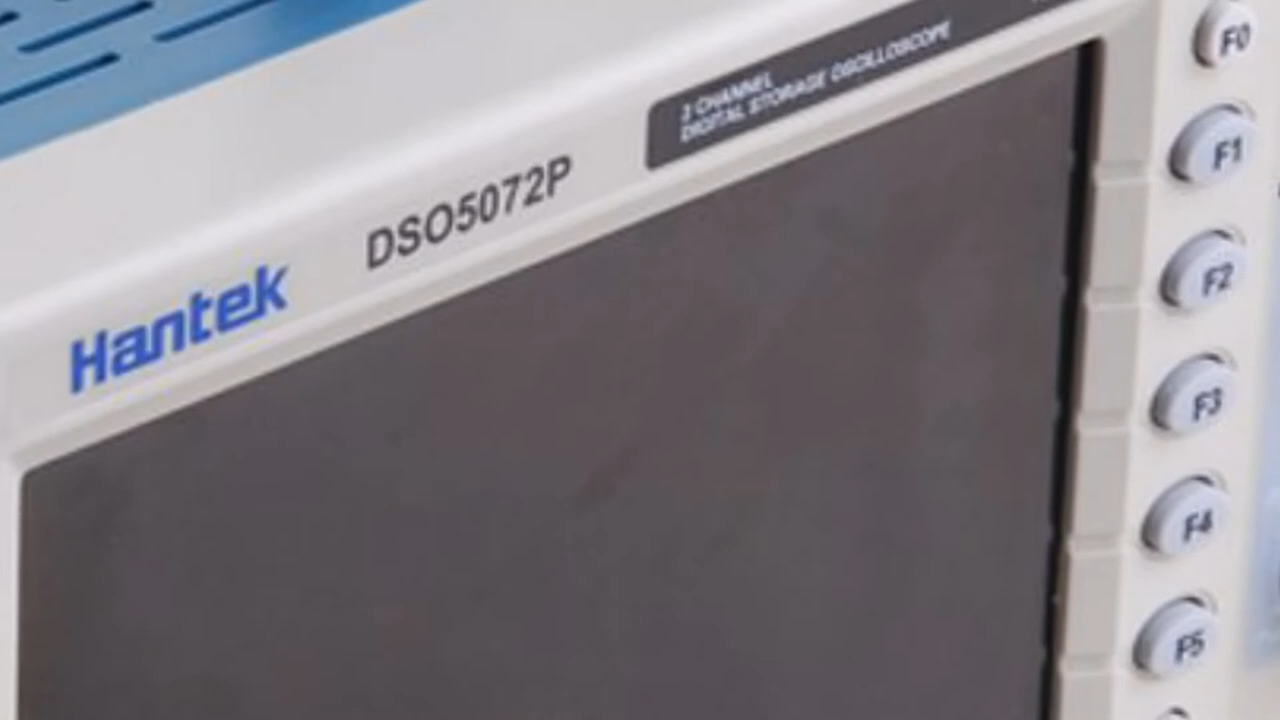 Hantek
DSO5072P
2 CHANNEL
DIGITAL STORAGE OSCILLOSCOPE
F0
F1
F2
F3
F4
F5